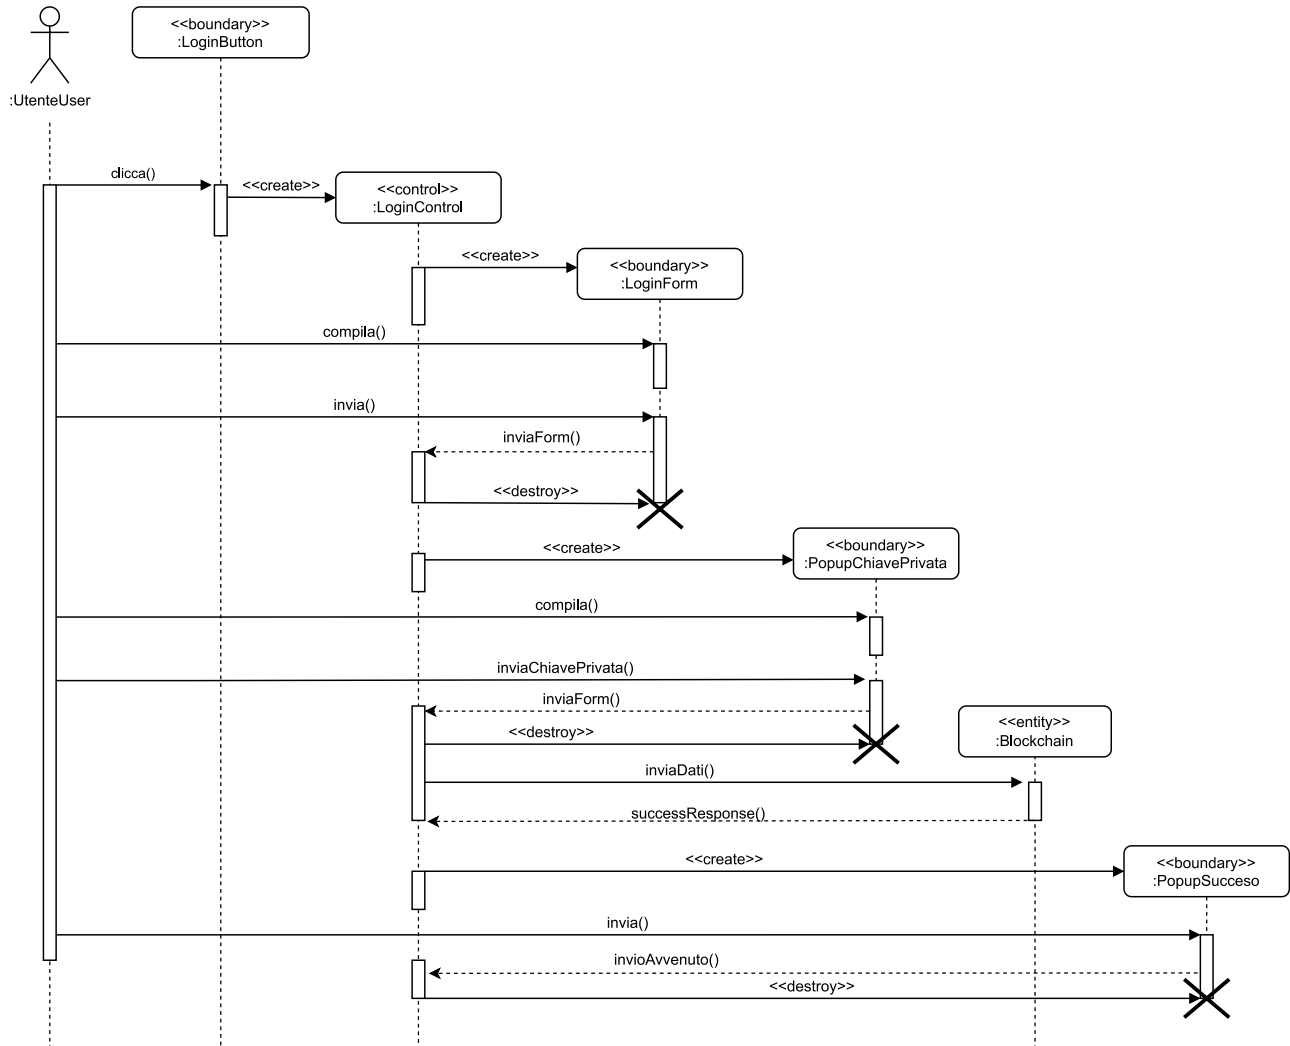 <<boundary>>
:LoginButton
:UtenteUser
clicca()
<<create>>
<<control>>
:LoginControl
<<create>>
<<boundary>>
:LoginForm
compila()
invia()
inviaForm()
<<destroy>>
<<create>>
<<boundary>>
:PopupChiavePrivata
compila()
inviaChiavePrivata()
inviaForm()
<<destroy>>
<<entity>>
:Blockchain
inviaDati()
successResponse()
<<create>>
<<boundary>>
:PopupSucceso
invia()
invioAvvenuto()
<<destroy>>